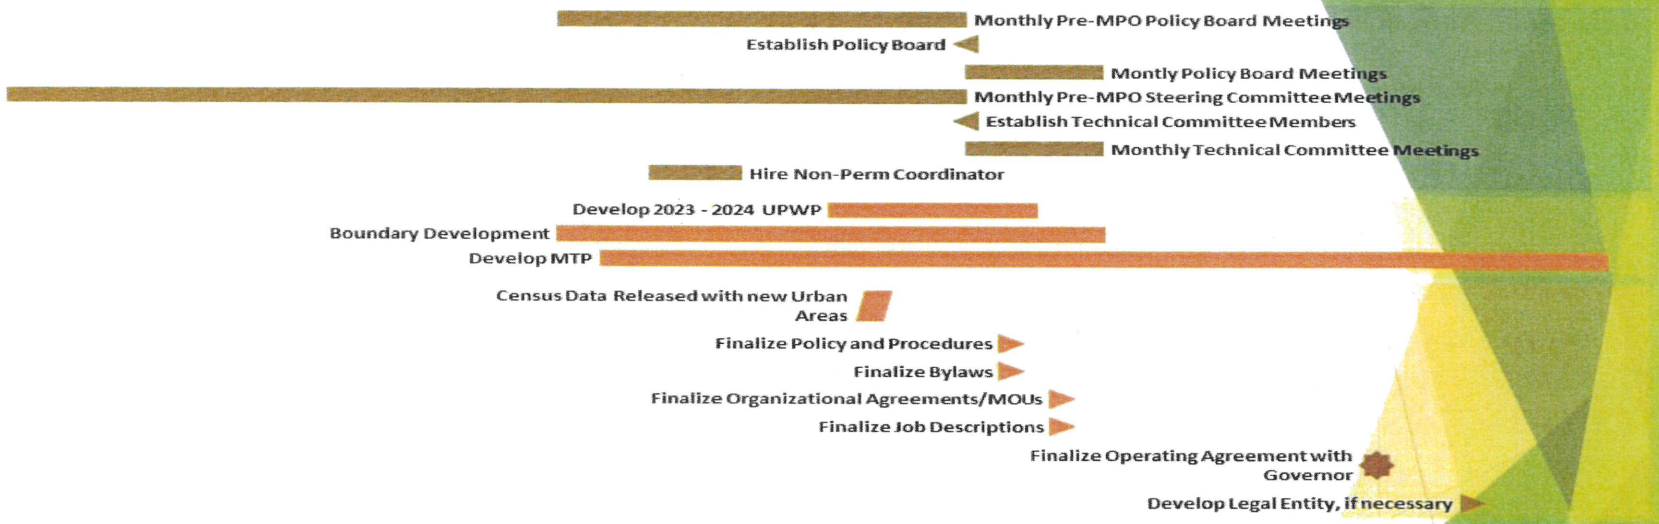 Monthly Pre-MPO Policy Board Meetings
Establish Policy Board
Montly Policy Board Meetings
Monthly Pre-MPO Steering Committee Meetings
Establish Technical Committee Members
Monthly Technical Committee Meetings
Hire Non-Perm Coordinator
Develop 2023 - 2024 UPWP
Boundary Development
Develop MTP
Census Data Released with new Urban
Areas
Finalize Policy and Procedures
Finalize Bylaws
Finalize Organizational Agreements/MOUs
Finalize Job Descriptions
Finalize Operating Agreement with
Governor
Develop Legal Entity, if necessary